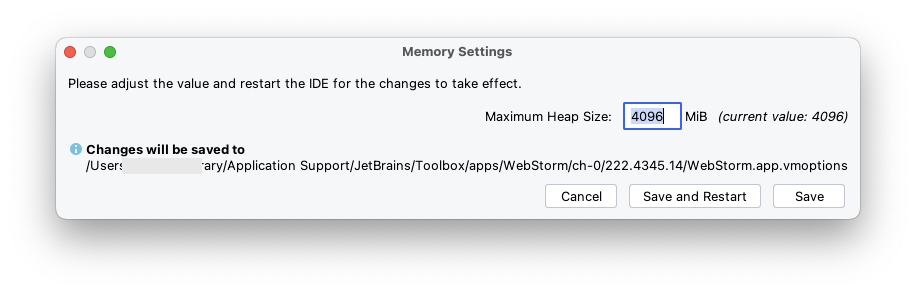 Memory Settings
Please adjust the value and restart the IDE for the changes to take effect.
Maximum Heap Size: 4096 MiB (current value: 4096)
Changes will be saved to
/Users rary/Application Support/JetBrains/Toolbox/apps/WebStorm/ch-0/222.4345.14/WebStorm.app.vmoptions
Cancel Save and Restart Save